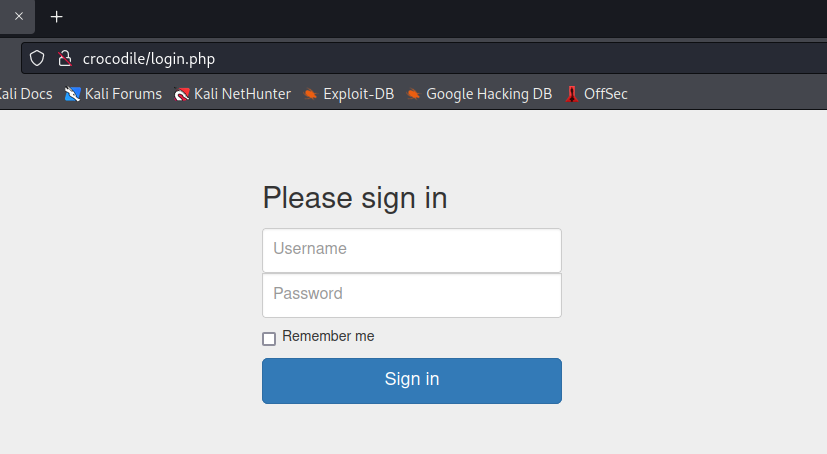 crocodile/login.php
Kali Docs Kali Forums Kali NetHunter Exploit-DB Google Hacking DB OffSec
Please sign in
Username
Password
Remember me
Sign in